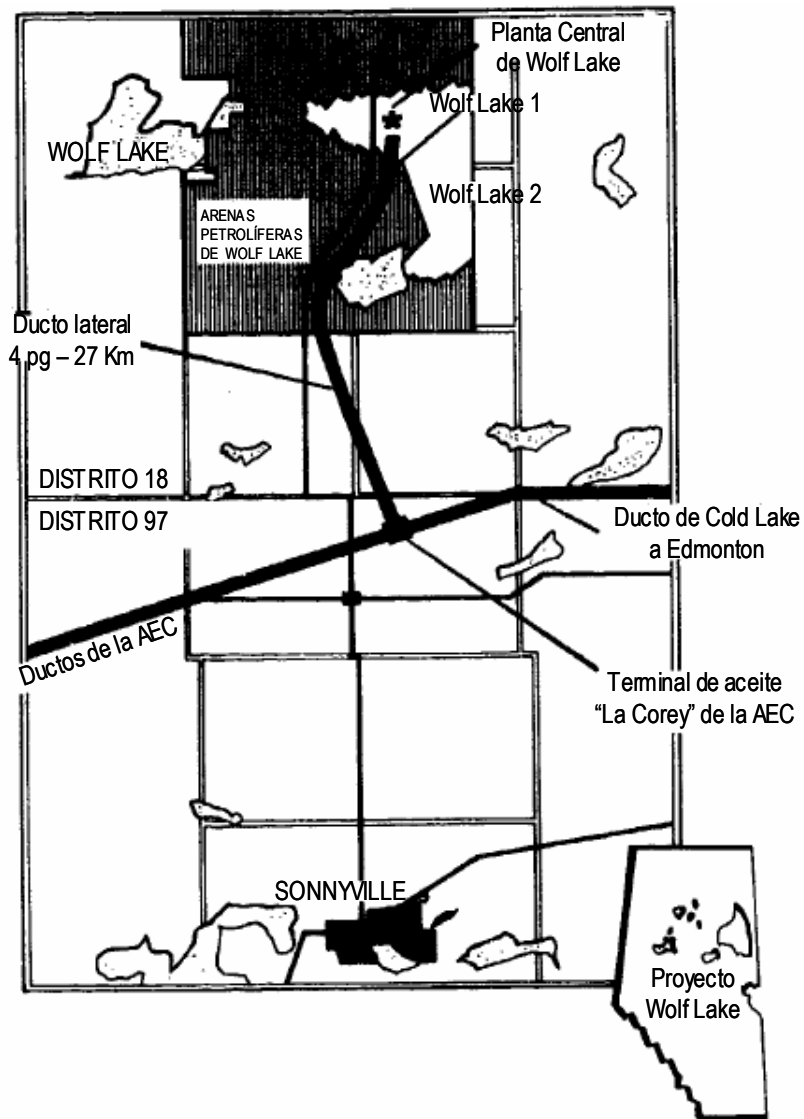 Planta Central
de Wolf Lake
Wolf Lake 1
WOLF LAKE
Wolf Lake 2
ARENAS
PETROLÍFERAS
DE WOLF LAKE
Ducto lateral
4 pg – 27 Km
DISTRITO 18
DISTRITO 97
Ducto de Cold Lake
a Edmonton
Ductos de la AEC
Terminal de aceite
“La Corey” de la AEC
SONNYVILLE
Proyecto
Wolf Lake